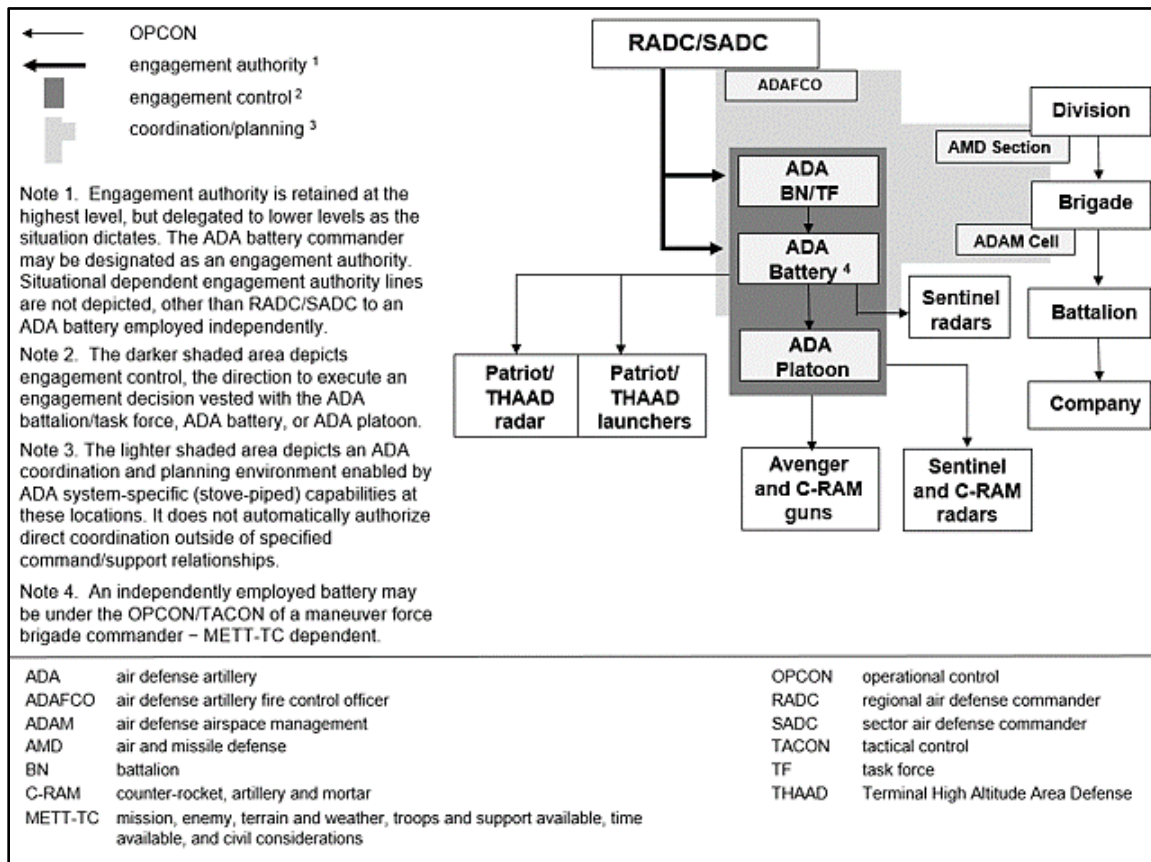 OPCON
engagement authority 1
engagement control 2
coordination/planning 3
Note 1. Engagement authority is retained at the
highest level, but delegated to lower levels as the
situation dictates. The ADA battery commander
may be designated as an engagement authority.
Situational dependent engagement authority lines
are not depicted, other than RADC/SADC to an
ADA battery employed independently.
Note 2. The darker shaded area depicts
engagement control, the direction to execute an
engagement decision vested with the ADA
battalion/task force, ADA battery, or ADA platoon.
Note 3. The lighter shaded area depicts an ADA
coordination and planning environment enabled by
ADA system-specific (stove-piped) capabilities at
these locations. It does not automatically authorize
direct coordination outside of specified
command/support relationships.
Note 4. An independently employed battery may
be under the OPCON/TACON of a maneuver force
brigade commander − METT-TC dependent.
RADC/SADC
ADAFCO
Division
AMD Section
ADA
BN/TF
Brigade
ADAM Cell
ADA
Battery 4
Sentinel
radars
Battalion
ADA
Platoon
Patriot/
THAAD
radar
Patriot/
THAAD
launchers
Company
Avenger
and C-RAM
guns
Sentinel
and C-RAM
radars
ADA air defense artillery
ADAFCO air defense artillery fire control officer
ADAM air defense airspace management
AMD air and missile defense
BN battalion
C-RAM counter-rocket, artillery and mortar
METT-TC mission, enemy, terrain and weather, troops and support available, time
available, and civil considerations
OPCON operational control
RADC regional air defense commander
SADC sector air defense commander
TACON tactical control
TF task force
THAAD Terminal High Altitude Area Defense